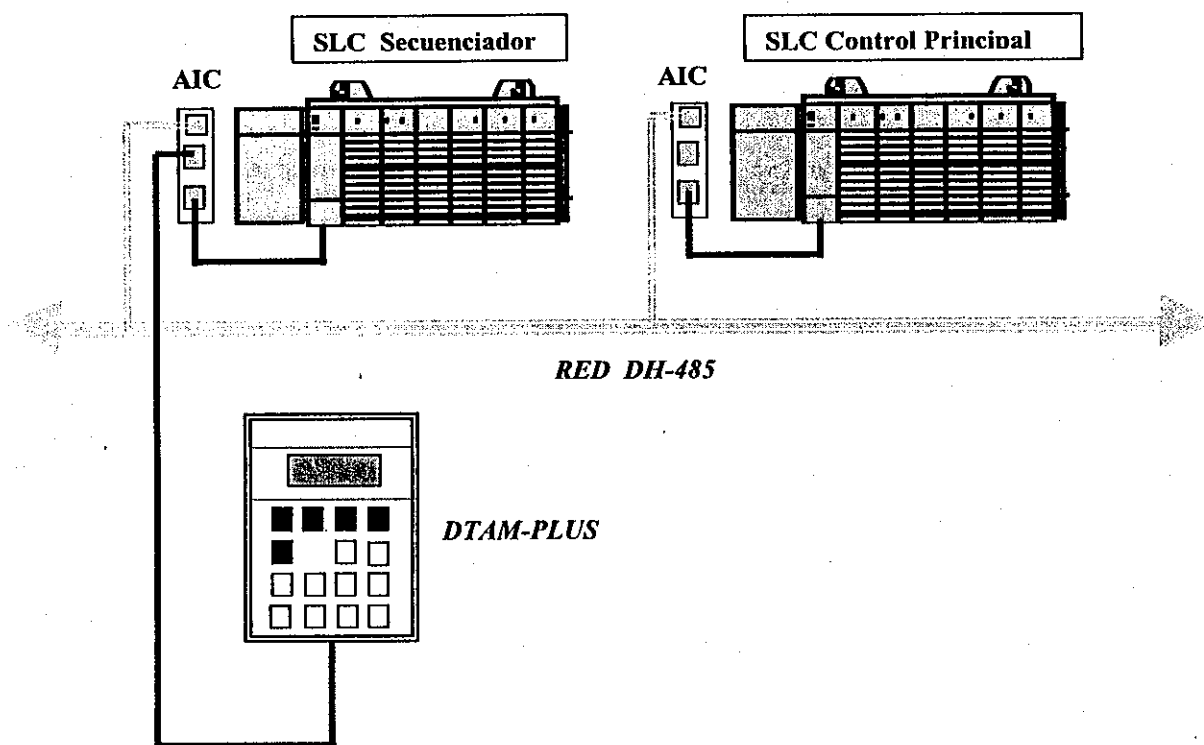 SLC Secuenciador
SLC Control Principal
AIC
AIC
RED DH-485
DTAM-PLUS